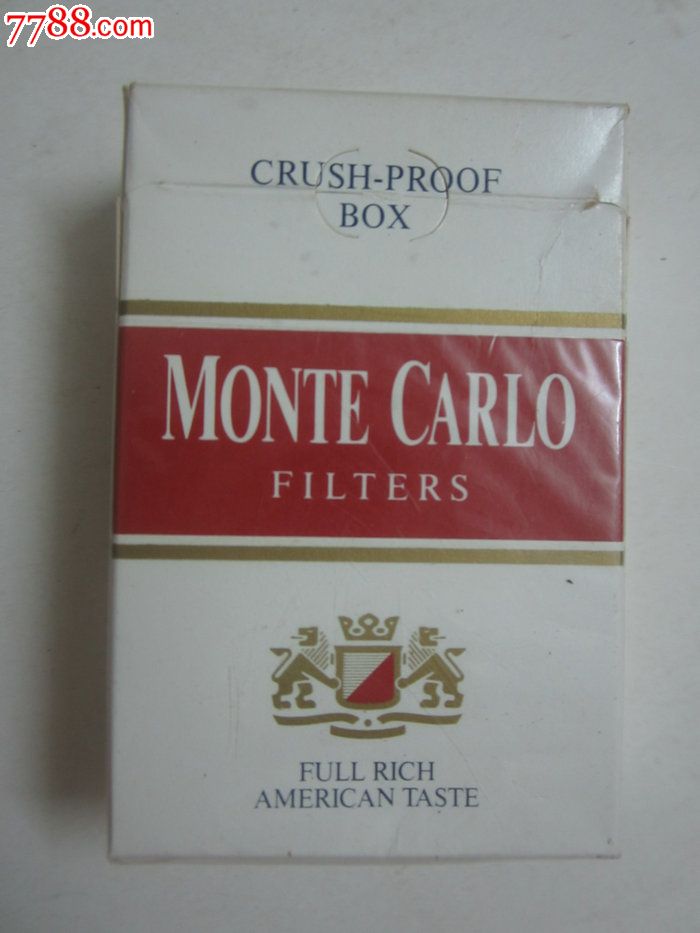 7788.com
CRUSH-PROOF
BOX
MONTE CARLO
FILTERS
FULL RICH
AMERICAN TASTE